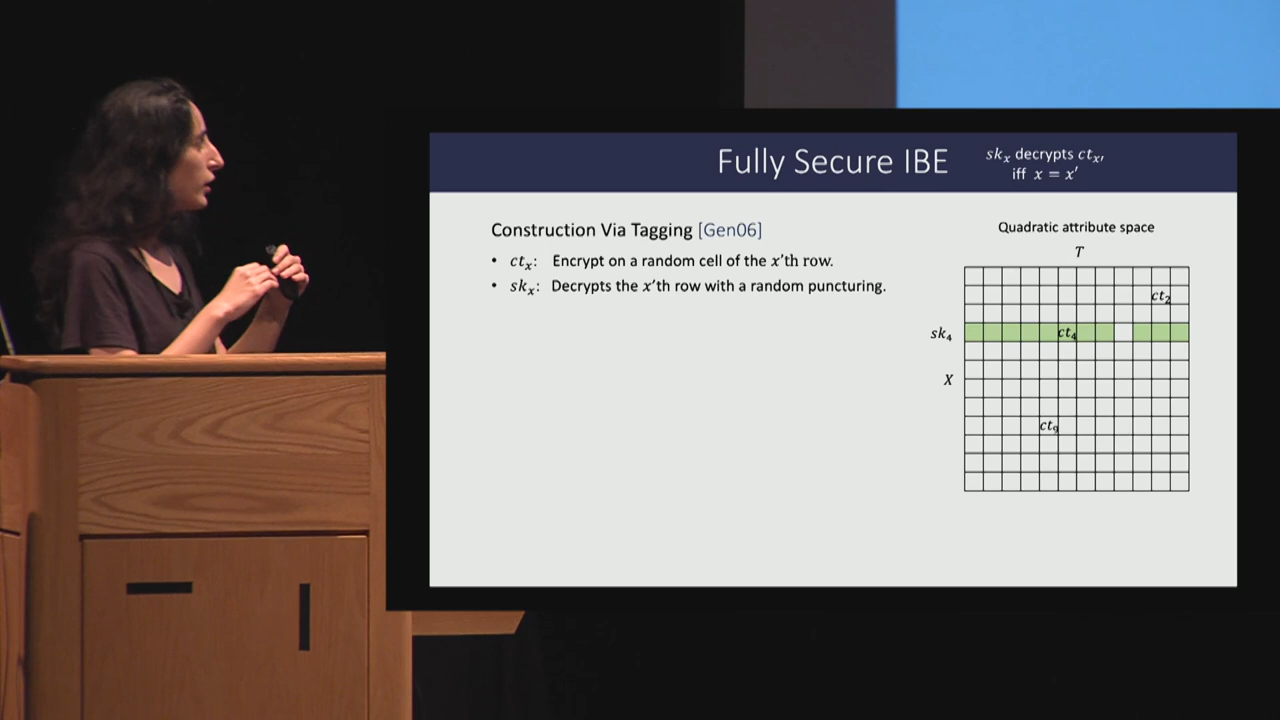 Fully Secure IBE
sk_x decrypts ct_x′
iff x = x′
Construction Via Tagging [Gen06]
• ct_x: Encrypt on a random cell of the x'th row.
• sk_x: Decrypts the x'th row with a random puncturing.
Quadratic attribute space
T
ct_2
sk_4
ct_4
X
ct_9